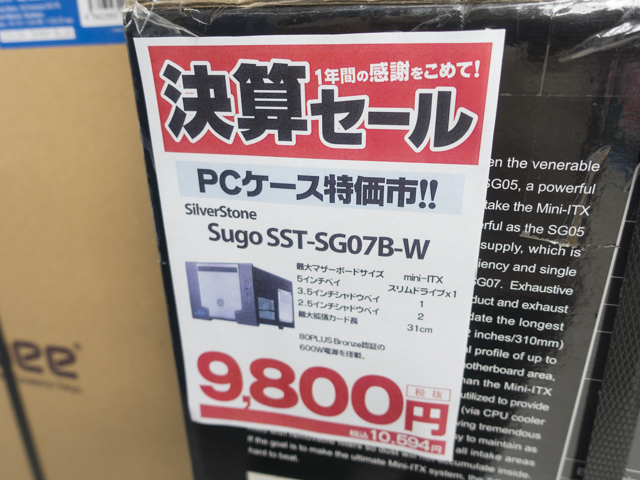 1年間の感謝をこめて!
決算セール
PCケース特価市!!
SilverStone
Sugo SST-SG07B-W
最大マザーボードサイズ mini-ITX
5インチベイ スリムドライブx1
3.5インチシャドウベイ 1
2.5インチシャドウベイ 2
最大拡張カード長 31cm
80PLUS Bronze認証の
600W電源を搭載。
9,800円
税抜
税込10,594円
en the venerable
SG05, a powerful
take the Mini-ITX
erful as the SG05
supply, which is
iency and single
SG07. Exhaustive
duct and exhaust
date the longest
2 inches/310mm)
l profile of up to
otherboard area,
han the Mini-ITX
utilized to provide
(via CPU cooler
ving tremendous
y to maintain as
all intake areas
cumulate inside.
If the goal is to make the ultimate Mini-ITX system, the
hard to beat.
ee